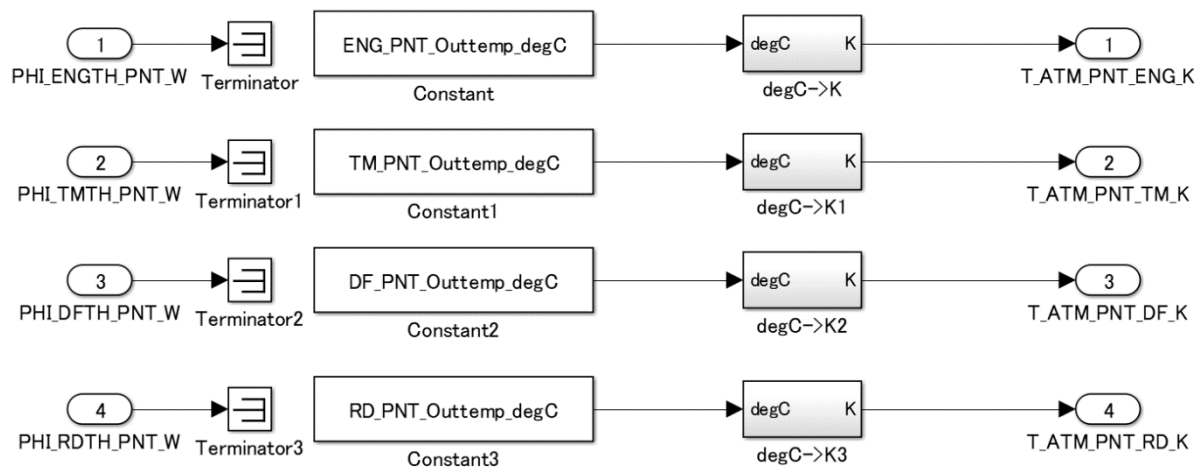 1
PHI_ENGTH_PNT_W
Terminator
ENG_PNT_Outtemp_degC
Constant
degC K
degC->K
1
T_ATM_PNT_ENG_K
2
PHI_TMTH_PNT_W
Terminator1
TM_PNT_Outtemp_degC
Constant1
degC K
degC->K1
2
T_ATM_PNT_TM_K
3
PHI_DFTH_PNT_W
Terminator2
DF_PNT_Outtemp_degC
Constant2
degC K
degC->K2
3
T_ATM_PNT_DF_K
4
PHI_RDTH_PNT_W
Terminator3
RD_PNT_Outtemp_degC
Constant3
degC K
degC->K3
4
T_ATM_PNT_RD_K